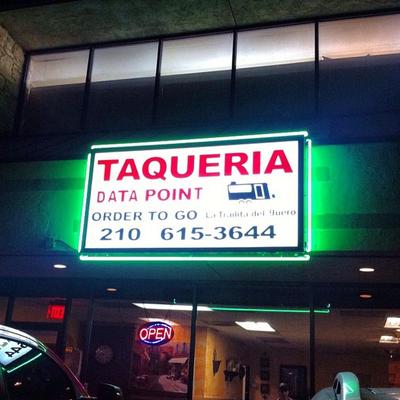 TAQUERIA
DATA POINT
ORDER TO GO La Trailita del Guero
210 615-3644
OPEN